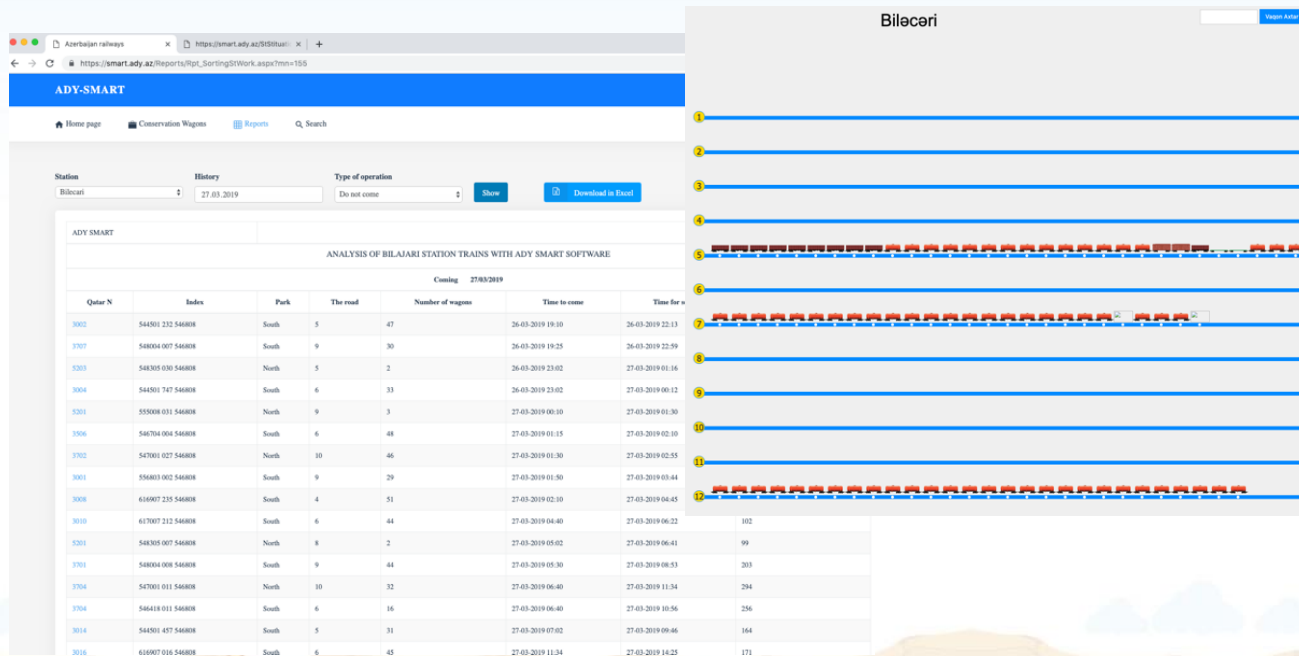 Azerbaijan railways
https://smart.ady.az/StStituati
https://smart.ady.az/Reports/Rpt_SortingStWork.aspx?mn=155
ADY-SMART
Home page Conservation Wagons Reports Search
Station History Type of operation
Bilecari 27.03.2019 Do not come Show Download in Excel
ADY SMART
ANALYSIS OF BILAJARI STATION TRAINS WITH ADY SMART SOFTWARE
Coming 27/03/2019
Qatar N Index Park The road Number of wagons Time to come Time for s
3002 544501 232 546808 South 5 47 26-03-2019 19:10 26-03-2019 22:13
3707 548004 007 546808 South 9 30 26-03-2019 19:25 26-03-2019 22:59
5203 548305 030 546808 North 5 2 26-03-2019 23:02 27-03-2019 01:16
3004 544501 747 546808 South 6 33 26-03-2019 23:02 27-03-2019 00:12
5201 555008 031 546808 North 9 3 27-03-2019 00:10 27-03-2019 01:30
3506 546704 004 546808 South 6 48 27-03-2019 01:15 27-03-2019 02:10
3702 547001 027 546808 North 10 46 27-03-2019 01:30 27-03-2019 02:55
3001 556803 002 546808 South 9 29 27-03-2019 01:50 27-03-2019 03:44
3008 616907 235 546808 South 4 51 27-03-2019 02:10 27-03-2019 04:45
3010 617007 212 546808 South 6 44 27-03-2019 04:40 27-03-2019 06:22 102
5201 548305 007 546808 North 8 2 27-03-2019 05:02 27-03-2019 06:41 99
3701 548004 008 546808 South 9 44 27-03-2019 05:30 27-03-2019 08:53 203
3704 547001 011 546808 North 10 32 27-03-2019 06:40 27-03-2019 11:34 294
3704 546418 011 546808 South 6 16 27-03-2019 06:40 27-03-2019 10:56 256
3014 544501 457 546808 South 5 31 27-03-2019 07:02 27-03-2019 09:46 164
3016 616907 016 546808 South 6 45 27-03-2019 11:34 27-03-2019 14:25 171
Biləcəri
Vaqon Axtar
1
2
3
4
5
6
7
8
9
10
11
12